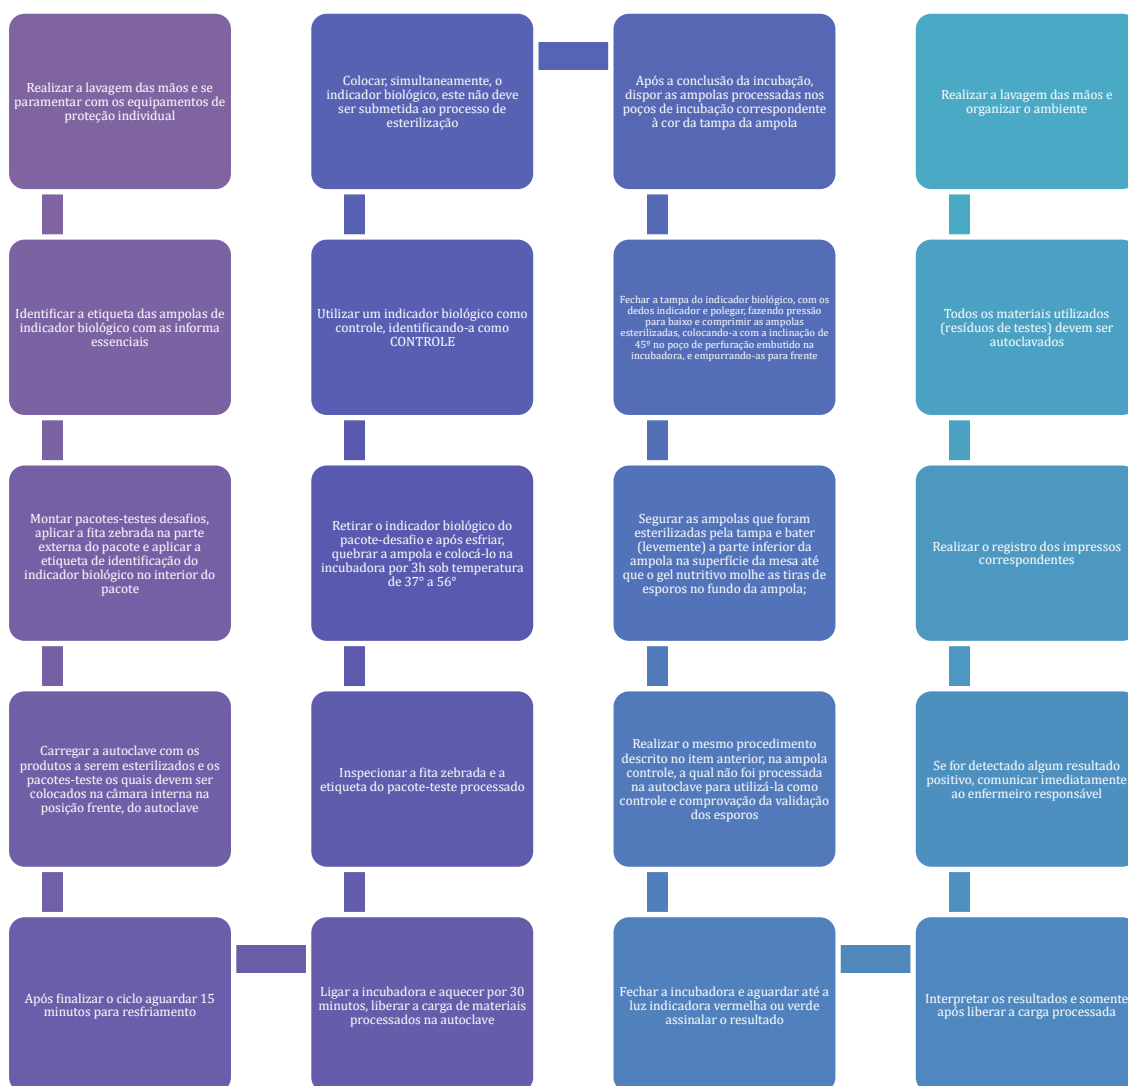 Realizar a lavagem das mãos e se
paramentar com os equipamentos de
proteção individual
Identificar a etiqueta das ampolas de
indicador biológico com as informa
essenciais
Montar pacotes-testes desafios,
aplicar a fita zebrada na parte
externa do pacote e aplicar a
etiqueta de identificação do
indicador biológico no interior do
pacote
Carregar a autoclave com os
produtos a serem esterilizados e os
pacotes-teste os quais devem ser
colocados na câmara interna na
posição frente, do autoclave
Após finalizar o ciclo aguardar 15
minutos para resfriamento
Ligar a incubadora e aquecer por 30
minutos, liberar a carga de materiais
processados na autoclave
Inspecionar a fita zebrada e a
etiqueta do pacote-teste processado
Retirar o indicador biológico do
pacote-desafio e após esfriar,
quebrar a ampola e colocá-lo na
incubadora por 3h sob temperatura
de 37° a 56°
Utilizar um indicador biológico como
controle, identificando-a como
CONTROLE
Colocar, simultaneamente, o
indicador biológico, este não deve
ser submetida ao processo de
esterilização
Após a conclusão da incubação,
dispor as ampolas processadas nos
poços de incubação correspondente
à cor da tampa da ampola
Fechar a tampa do indicador biológico, com os
dedos indicador e polegar, fazendo pressão
para baixo e comprimir as ampolas
esterilizadas, colocando-a com a inclinação de
45º no poço de perfuração embutido na
incubadora, e empurrando-as para frente
Segurar as ampolas que foram
esterilizadas pela tampa e bater
(levemente) a parte inferior da
ampola na superfície da mesa até
que o gel nutritivo molhe as tiras de
esporos no fundo da ampola;
Realizar o mesmo procedimento
descrito no item anterior, na ampola
controle, a qual não foi processada
na autoclave para utilizá-la como
controle e comprovação da validação
dos esporos
Fechar a incubadora e aguardar até a
luz indicadora vermelha ou verde
assinalar o resultado
Interpretar os resultados e somente
após liberar a carga processada
Se for detectado algum resultado
positivo, comunicar imediatamente
ao enfermeiro responsável
Realizar o registro dos impressos
correspondentes
Todos os materiais utilizados
(resíduos de testes) devem ser
autoclavados
Realizar a lavagem das mãos e
organizar o ambiente